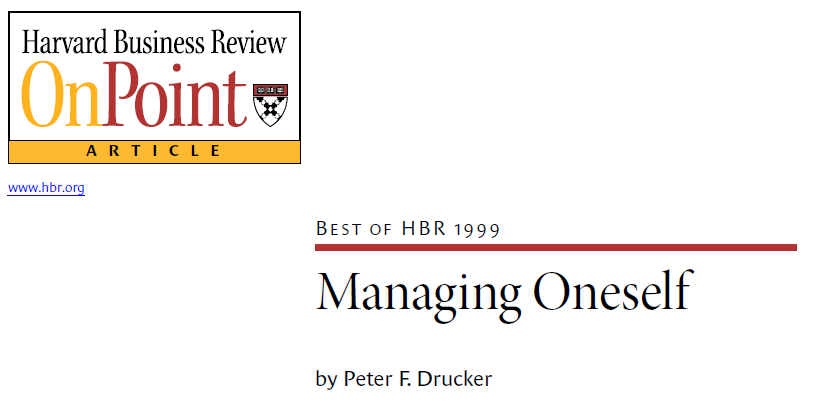 Harvard Business Review
OnPoint
ARTICLE
www.hbr.org
BEST OF HBR 1999
Managing Oneself
by Peter F. Drucker